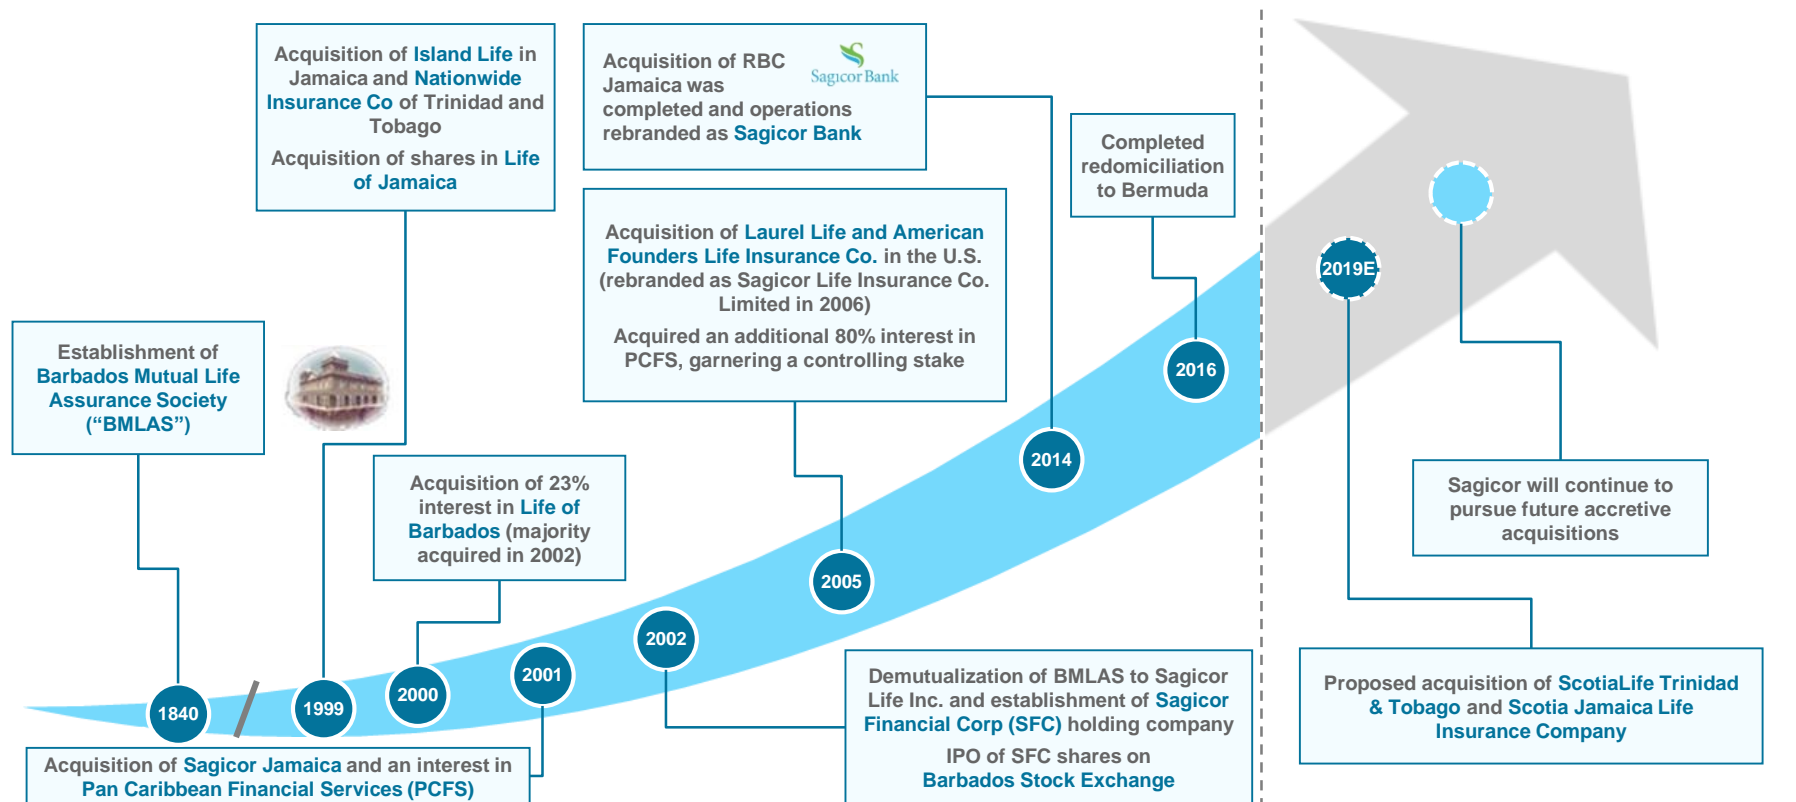 Establishment of
Barbados Mutual Life
Assurance Society
(“BMLAS”)
1840
Acquisition of Island Life in
Jamaica and Nationwide
Insurance Co of Trinidad and
Tobago
Acquisition of shares in Life
of Jamaica
1999
Acquisition of 23%
interest in Life of
Barbados (majority
acquired in 2002)
2000
Acquisition of Sagicor Jamaica and an interest in
Pan Caribbean Financial Services (PCFS)
2001
2002
Demutualization of BMLAS to Sagicor
Life Inc. and establishment of Sagicor
Financial Corp (SFC) holding company
IPO of SFC shares on
Barbados Stock Exchange
Acquisition of Laurel Life and American
Founders Life Insurance Co. in the U.S.
(rebranded as Sagicor Life Insurance Co.
Limited in 2006)
Acquired an additional 80% interest in
PCFS, garnering a controlling stake
2005
Acquisition of RBC
Jamaica was
completed and operations
rebranded as Sagicor Bank
Sagicor Bank
2014
Completed
redomiciliation
to Bermuda
2016
2019E
Proposed acquisition of ScotiaLife Trinidad
& Tobago and Scotia Jamaica Life
Insurance Company
Sagicor will continue to
pursue future accretive
acquisitions